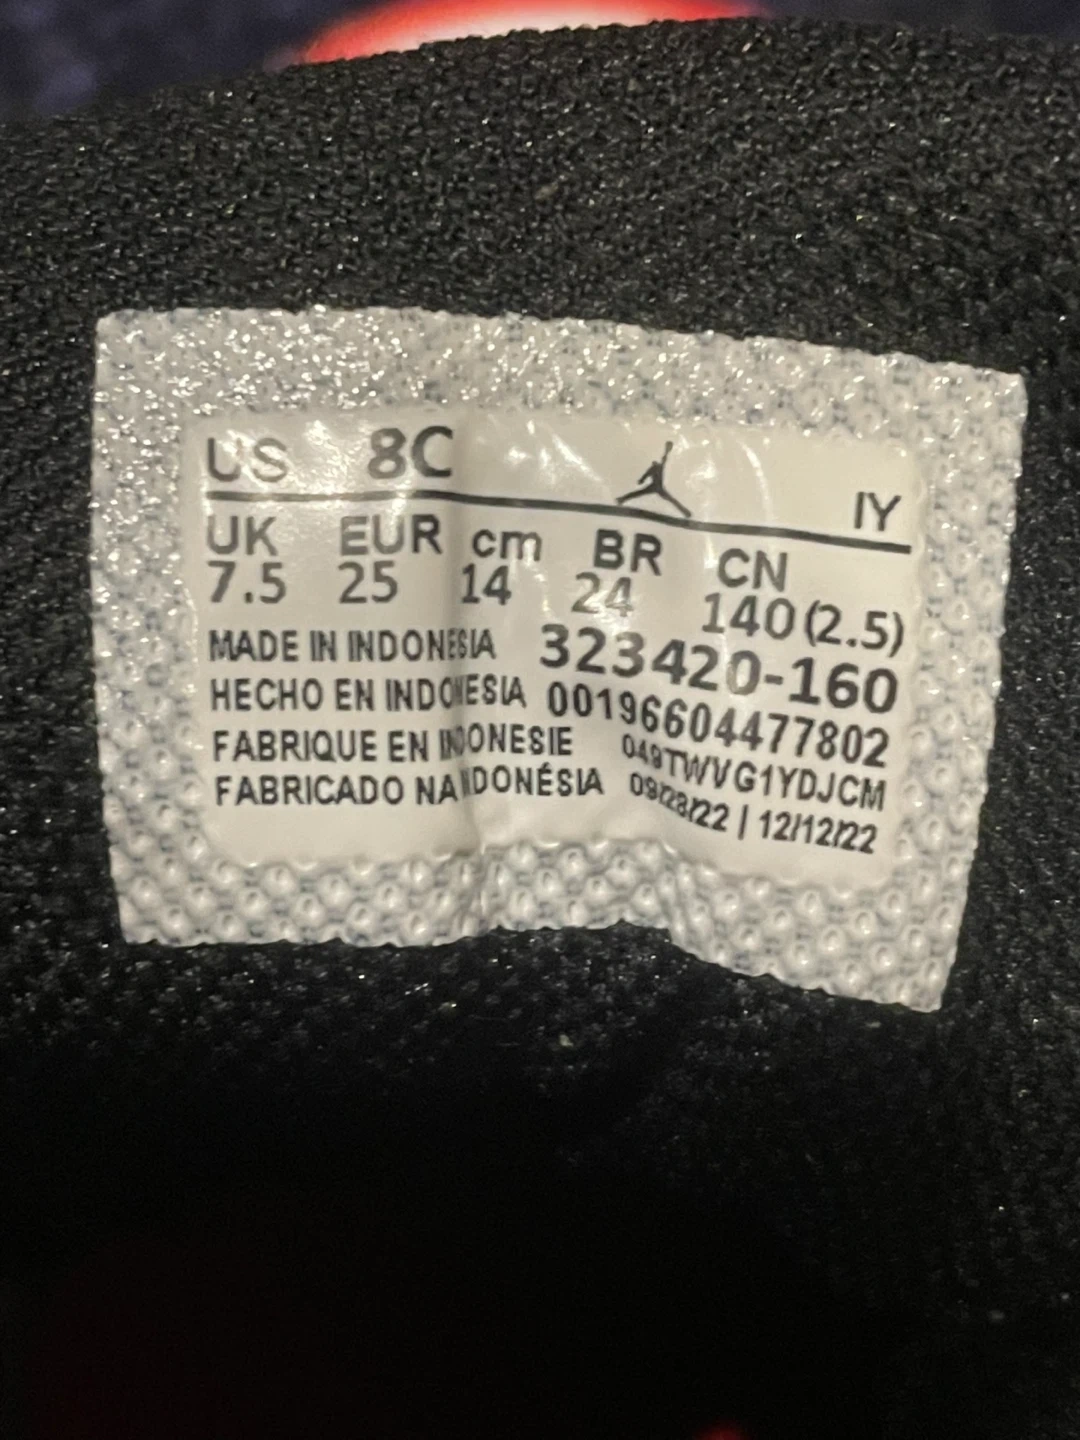 US 8C IY
UK EUR cm BR CN
7.5 25 14 24 140 (2.5)
MADE IN INDONESIA 323420-160
HECHO EN INDONESIA 00196604477802
FABRIQUE EN INDONESIE 049TWVG1YDJCM
FABRICADO NA INDONÉSIA 09/28/22 | 12/12/22